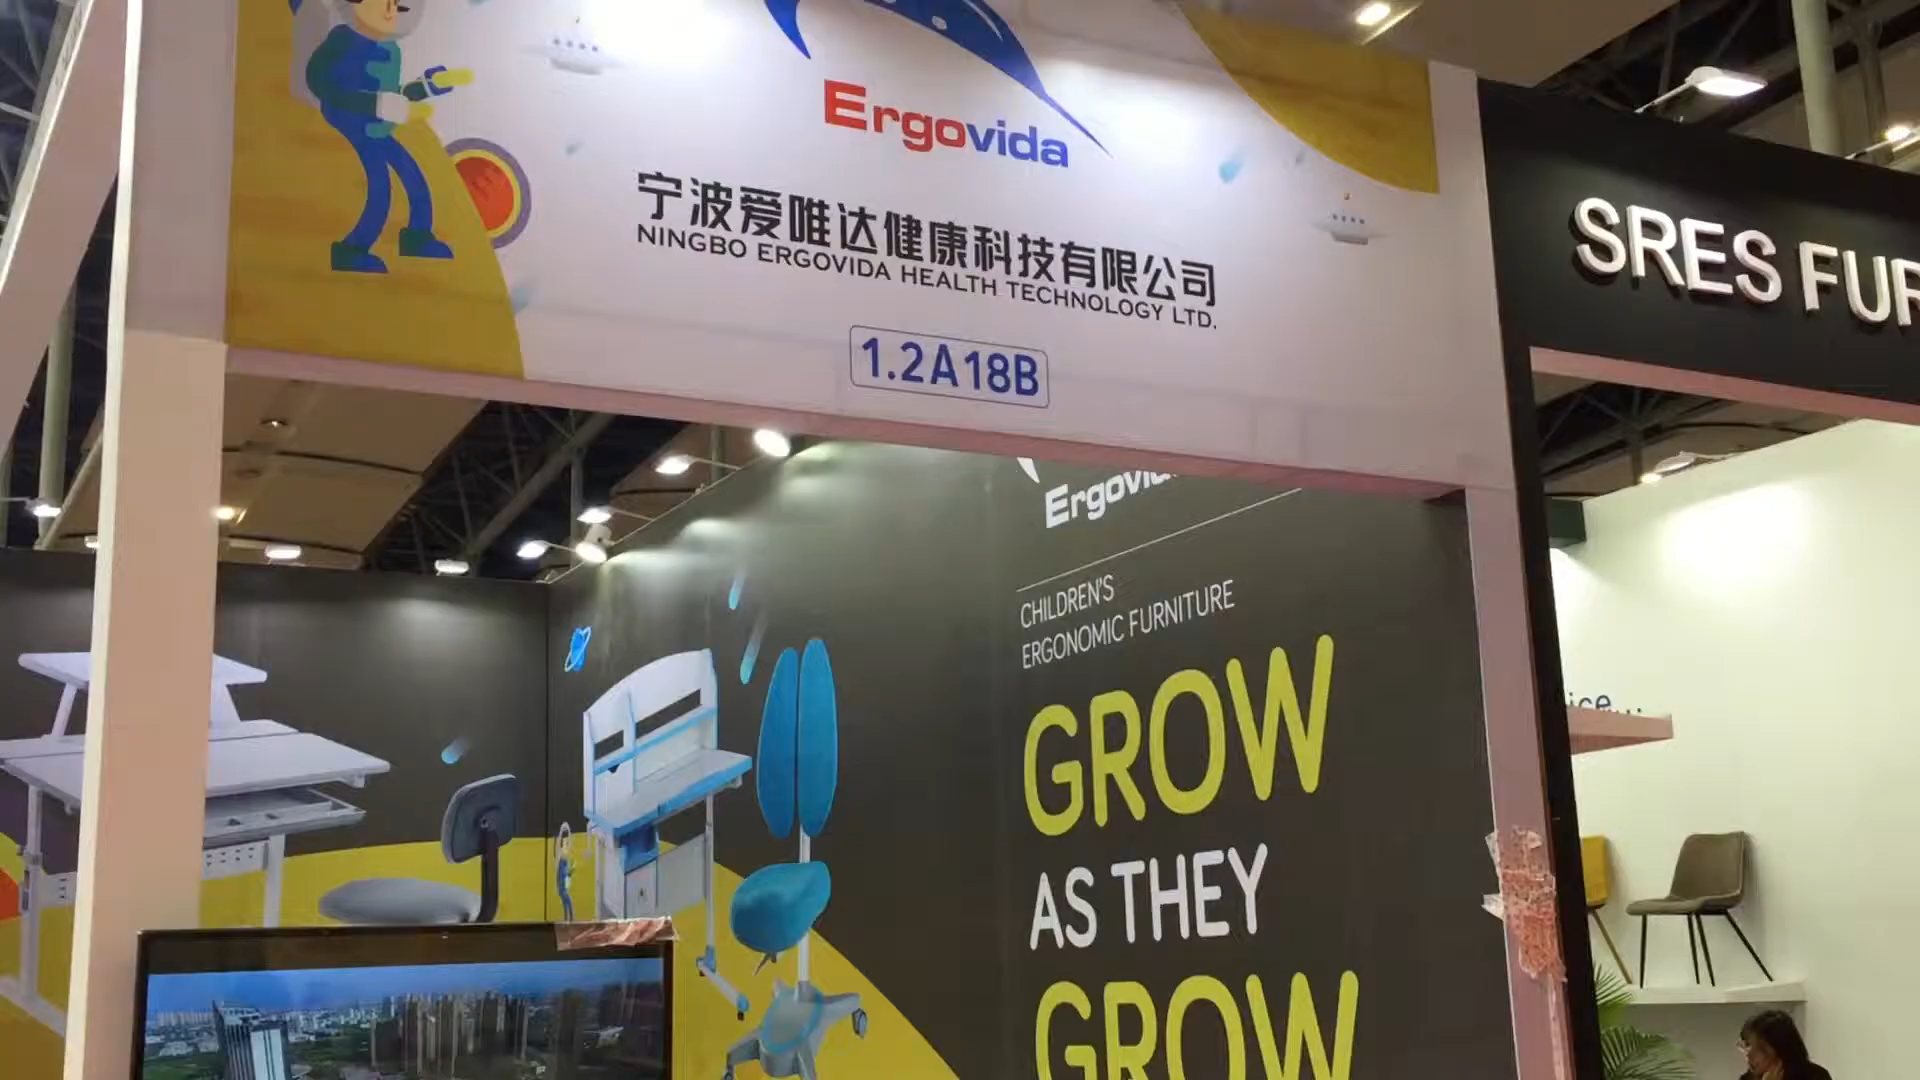 Ergovida
宁波爱唯达健康科技有限公司
NINGBO ERGOVIDA HEALTH TECHNOLOGY LTD.
1.2A18B
SRES FUR
CHILDREN'S
ERGONOMIC FURNITURE
GROW
AS THEY
GROW